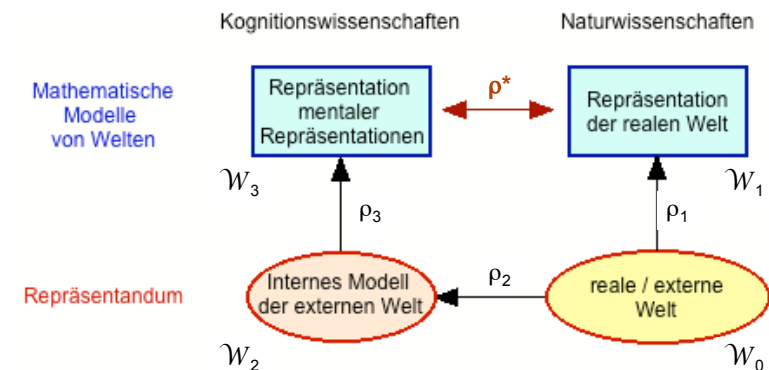 Kognitionswissenschaften
Naturwissenschaften
Mathematische
Modelle
von Welten
Repräsentation
mentaler
Repräsentationen
ρ*
Repräsentation
der realen Welt
𝒲3
𝒲1
ρ3
ρ1
Repräsentandum
Internes Modell
der externen Welt
ρ2
reale / externe
Welt
𝒲2
𝒲0